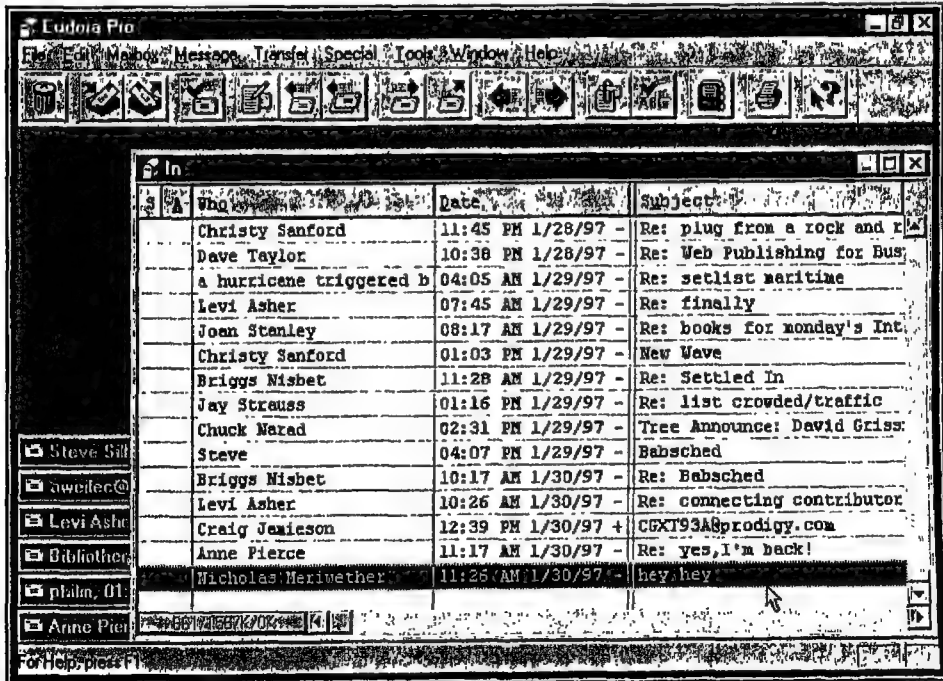 Eudora Pro
File Edit Mailbox Message Transfer Special Tools Window Help
In
S A Who Date Subject
Christy Sanford 11:45 PM 1/28/97 - Re: plug from a rock and r
Dave Taylor 10:38 PM 1/28/97 - Re: Web Publishing for Bus
a hurricane triggered b 04:05 AM 1/29/97 - Re: setlist maritime
Levi Asher 07:45 AM 1/29/97 - Re: finally
Joan Stanley 08:17 AM 1/29/97 - Re: books for monday's Int
Christy Sanford 01:03 PM 1/29/97 - New Wave
Briggs Nisbet 11:28 AM 1/29/97 - Re: Settled In
Jay Strauss 01:16 PM 1/29/97 - Re: list crowded/traffic
Chuck Narad 02:31 PM 1/29/97 - Tree Announce: David Griss
Steve 04:07 PM 1/29/97 - Babsched
Briggs Nisbet 10:17 AM 1/30/97 - Re: Babsched
Levi Asher 10:26 AM 1/30/97 - Re: connecting contributor
Craig Jamieson 12:39 PM 1/30/97 + CGXT93A@prodigy.com
Anne Pierce 11:17 AM 1/30/97 - Re: yes,I'm back!
Nicholas Meriwether 11:26 AM 1/30/97 - hey, hey
Steve Sil
aweilec@
Levi Ashe
Bibliothec
philm, 01:
Anne Pier
For Help, press F1